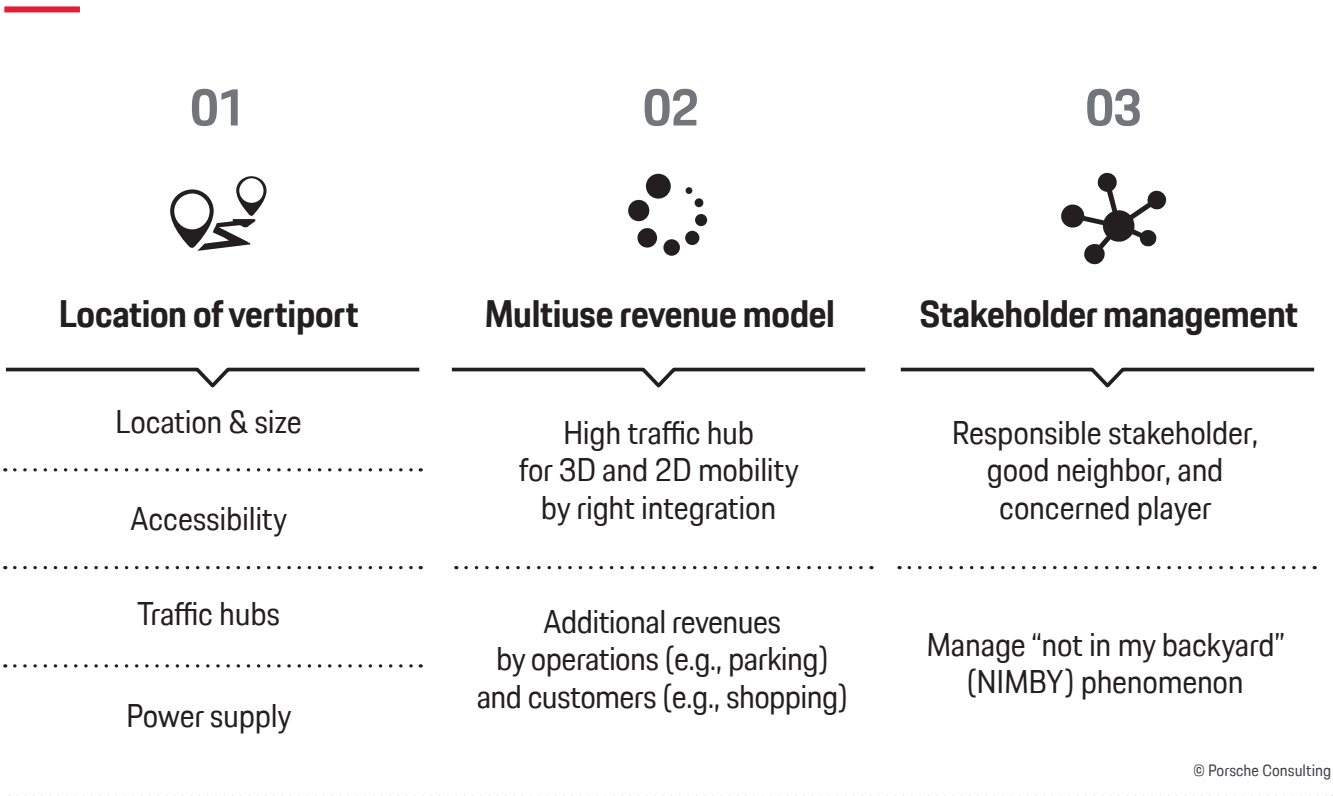 01
Location of vertiport
Location & size
Accessibility
Traffic hubs
Power supply
02
Multiuse revenue model
High traffic hub
for 3D and 2D mobility
by right integration
Additional revenues
by operations (e.g., parking)
and customers (e.g., shopping)
03
Stakeholder management
Responsible stakeholder,
good neighbor, and
concerned player
Manage “not in my backyard”
(NIMBY) phenomenon
© Porsche Consulting